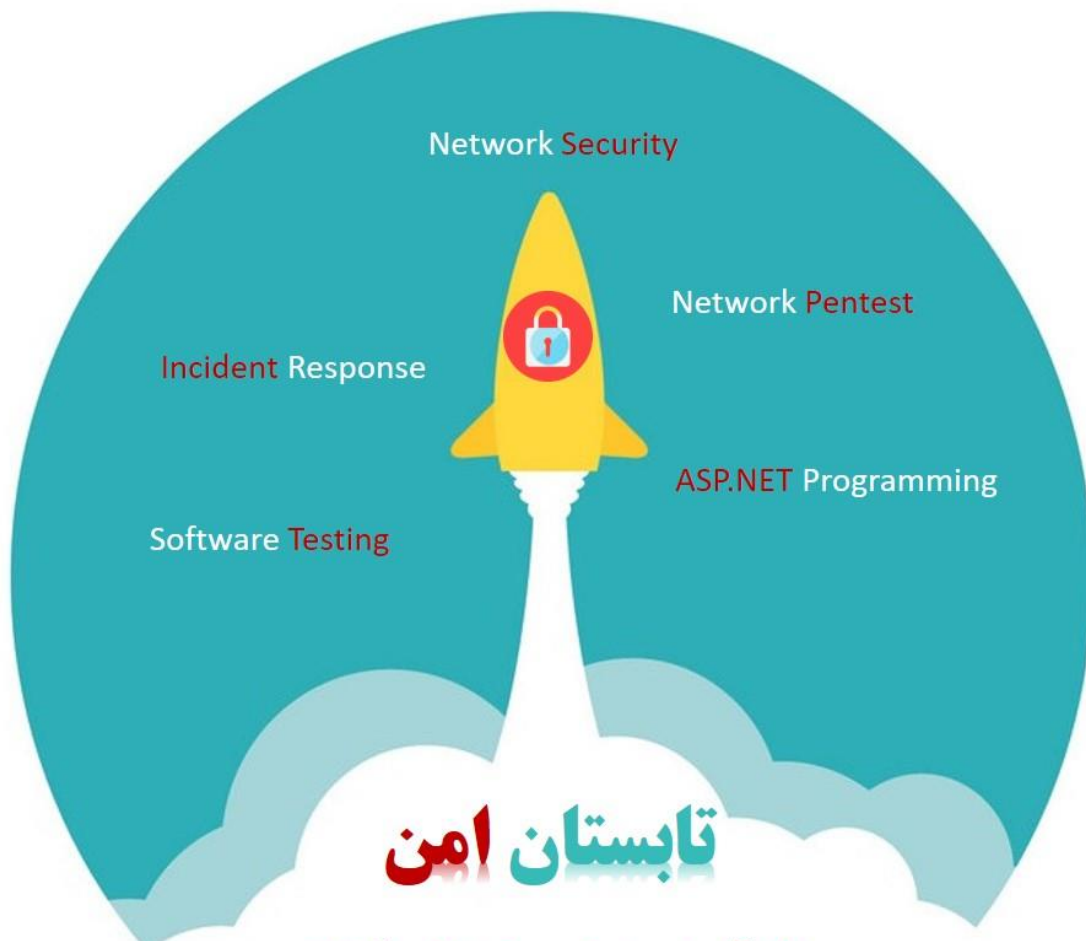 Network Security
Network Pentest
Incident Response
ASP.NET Programming
Software Testing
تابستان امن